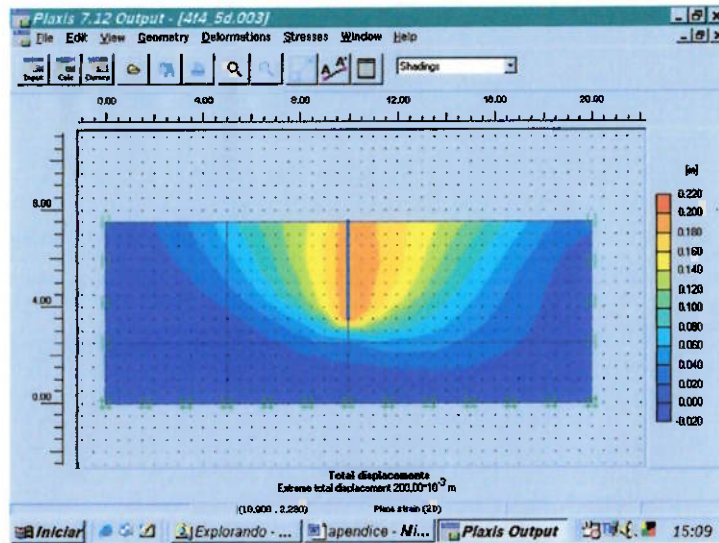 Plaxis 7.12 Output - [4f4_5d.003]
File Edit View Geometry Deformations Stresses Window Help
Input Calc Curves Shadings
0.00 4.00 8.00 12.00 16.00 20.00
8.00
4.00
0.00
[m]
0.220
0.200
0.180
0.160
0.140
0.120
0.100
0.080
0.060
0.040
0.020
0.000
-0.020
Total displacements
Extreme total displacement 200,00*10-3 m
(10,900 , 2,280) Plane strain (2D)
Iniciar Explorando - ... apendice - Mi... Plaxis Output 15:09